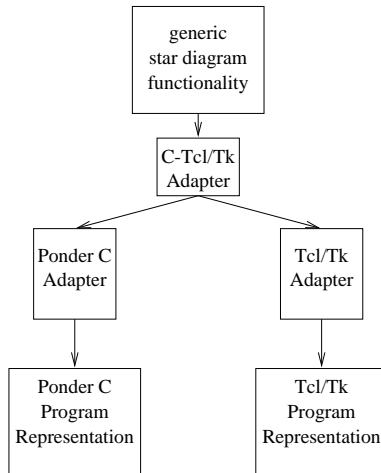 generic
star diagram
functionality
C-Tcl/Tk
Adapter
Ponder C
Adapter
Tcl/Tk
Adapter
Ponder C
Program
Representation
Tcl/Tk
Program
Representation